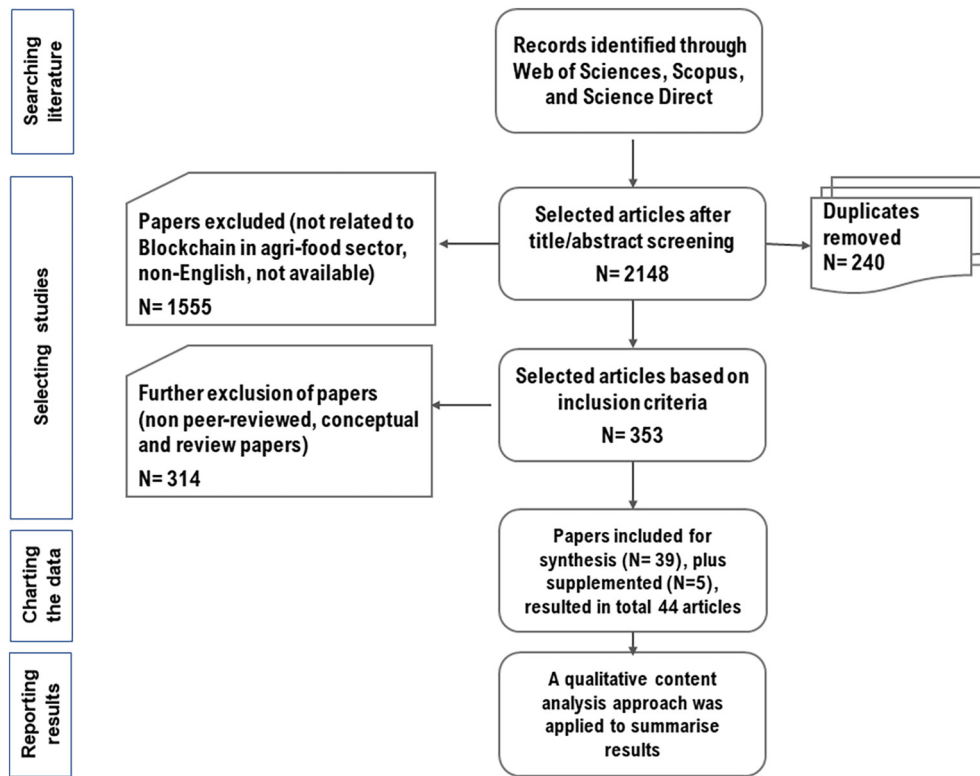 Searching
literature
Records identified through
Web of Sciences, Scopus,
and Science Direct
Selecting studies
Papers excluded (not related to
Blockchain in agri-food sector,
non-English, not available)
N= 1555
Selected articles after
title/abstract screening
N= 2148
Duplicates
removed
N= 240
Further exclusion of papers
(non peer-reviewed, conceptual
and review papers)
N= 314
Selected articles based on
inclusion criteria
N= 353
Charting
the data
Papers included for
synthesis (N= 39), plus
supplemented (N=5),
resulted in total 44 articles
Reporting
results
A qualitative content
analysis approach was
applied to summarise
results